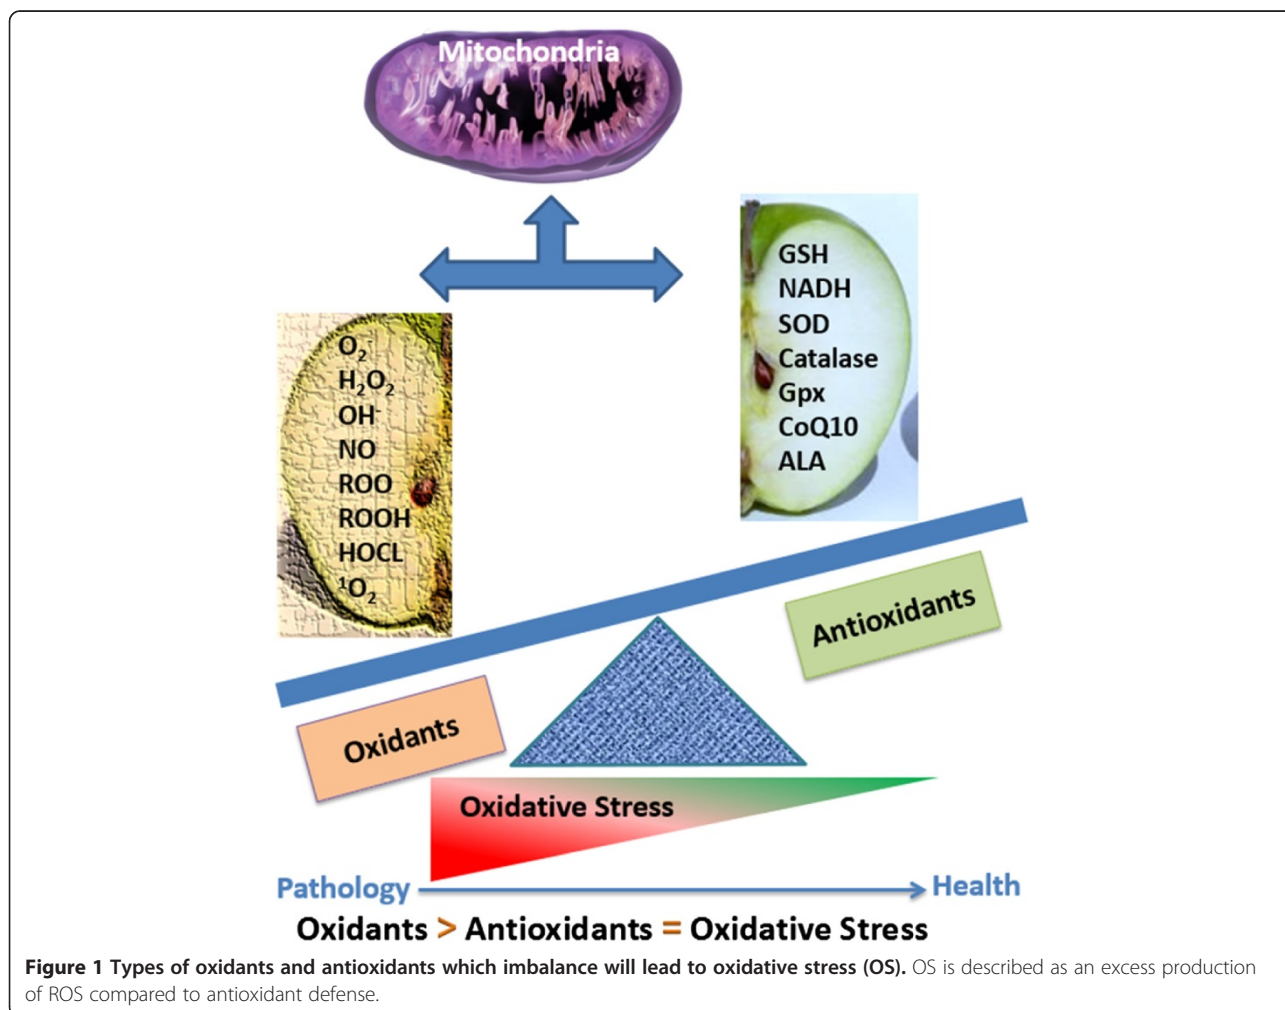 Mitochondria
GSH
NADH
SOD
Catalase
Gpx
CoQ10
ALA
O₂⁻
H₂O₂
OH⁻
NO
ROO
ROOH
HOCL
¹O₂
Antioxidants
Oxidants
Oxidative Stress
Pathology
Health
Oxidants > Antioxidants = Oxidative Stress
Figure 1 Types of oxidants and antioxidants which imbalance will lead to oxidative stress (OS). OS is described as an excess production
of ROS compared to antioxidant defense.